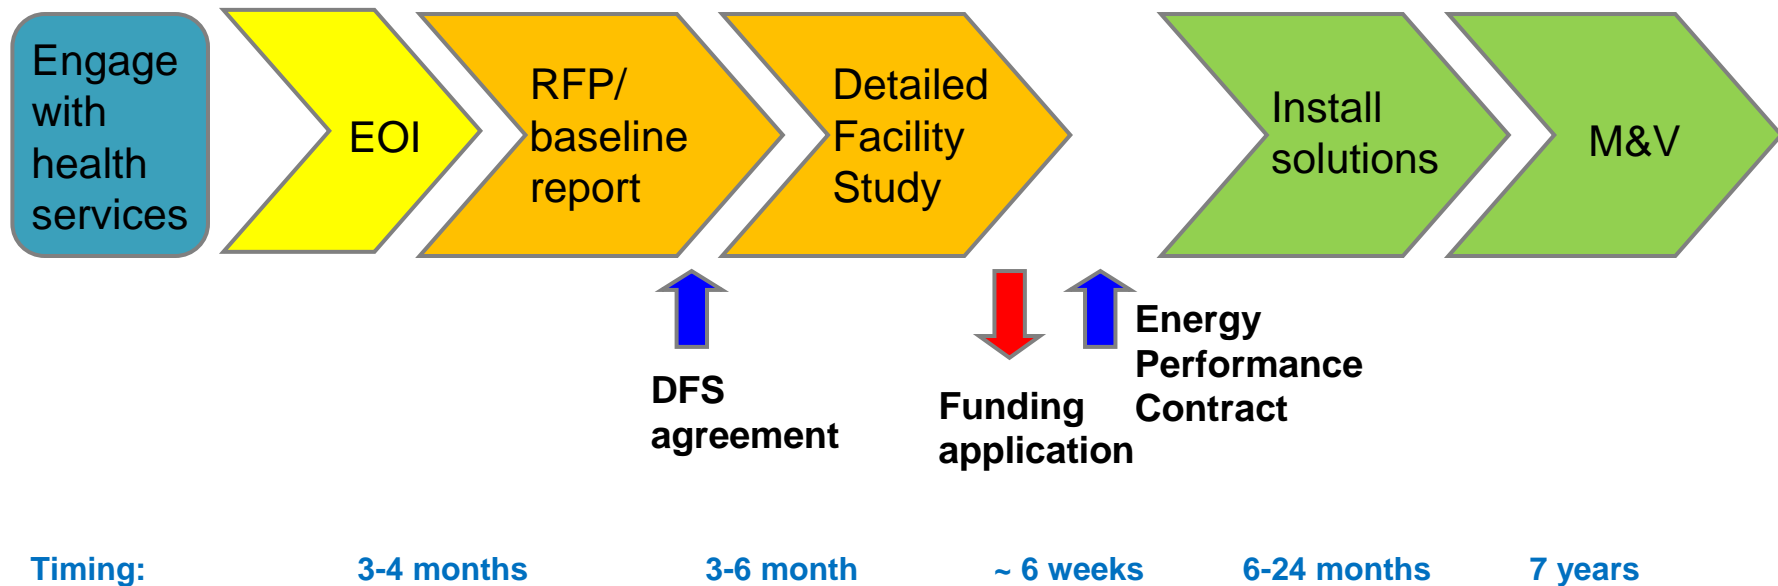 Engage
with
health
services
EOI
RFP/
baseline
report
Detailed
Facility
Study
Install
solutions
M&V
DFS
agreement
Funding
application
Energy
Performance
Contract
Timing: 3-4 months 3-6 month ~ 6 weeks 6-24 months 7 years